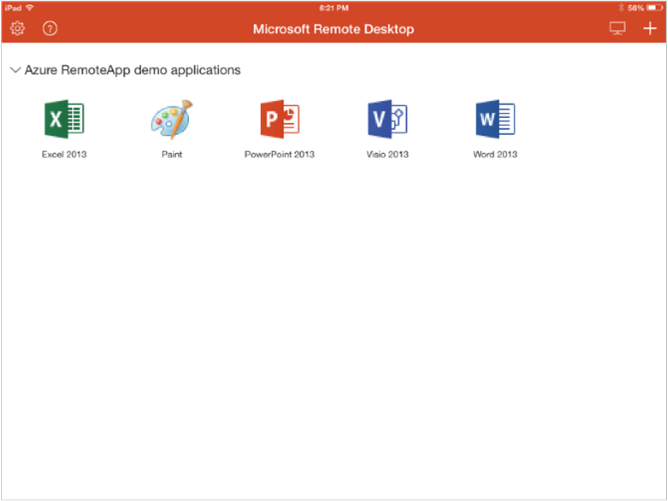 iPad 6:21 PM 56%
? Microsoft Remote Desktop
Azure RemoteApp demo applications
X P V W
Excel 2013 Paint PowerPoint 2013 Visio 2013 Word 2013